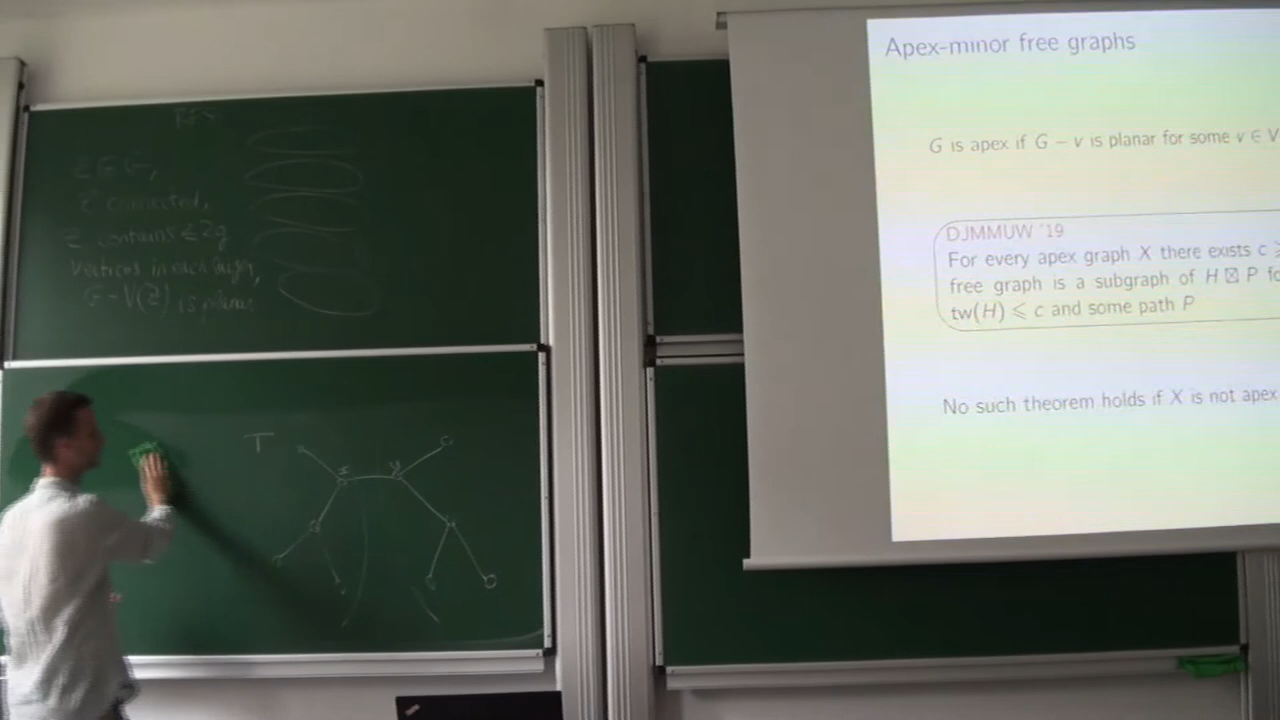 Z connected,
Z contains ≤ 2g
vertices in each layer,
G - V(Z) is planar
T
x y
Apex-minor free graphs
G is apex if G − v is planar for some v ∈ V
DJMMUW '19
For every apex graph X there exists c ⩾
free graph is a subgraph of H ⊠ P fo
tw(H) ⩽ c and some path P
No such theorem holds if X is not apex